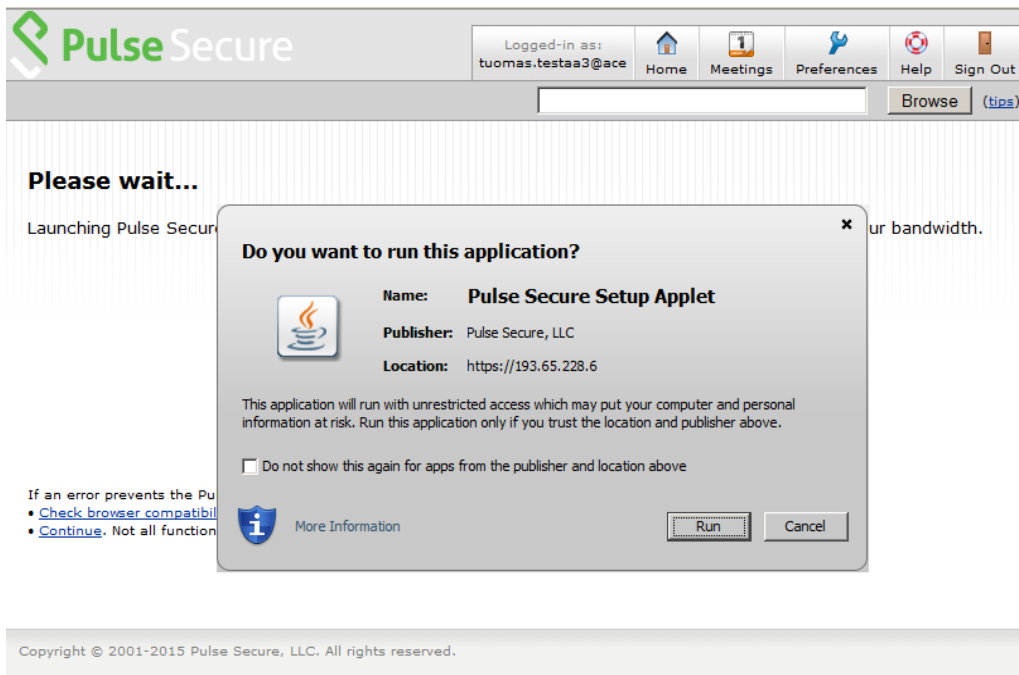 Pulse Secure
Logged-in as:
tuomas.testaa3@ace
Home
1
Meetings
Preferences
Help
Sign Out
Browse
(tips)
Please wait...
Launching Pulse Secur
ur bandwidth.
Do you want to run this application?
Name: Pulse Secure Setup Applet
Publisher: Pulse Secure, LLC
Location: https://193.65.228.6
This application will run with unrestricted access which may put your computer and personal
information at risk. Run this application only if you trust the location and publisher above.
Do not show this again for apps from the publisher and location above
More Information
Run
Cancel
If an error prevents the Pu
• Check browser compatibil
• Continue. Not all function
Copyright © 2001-2015 Pulse Secure, LLC. All rights reserved.